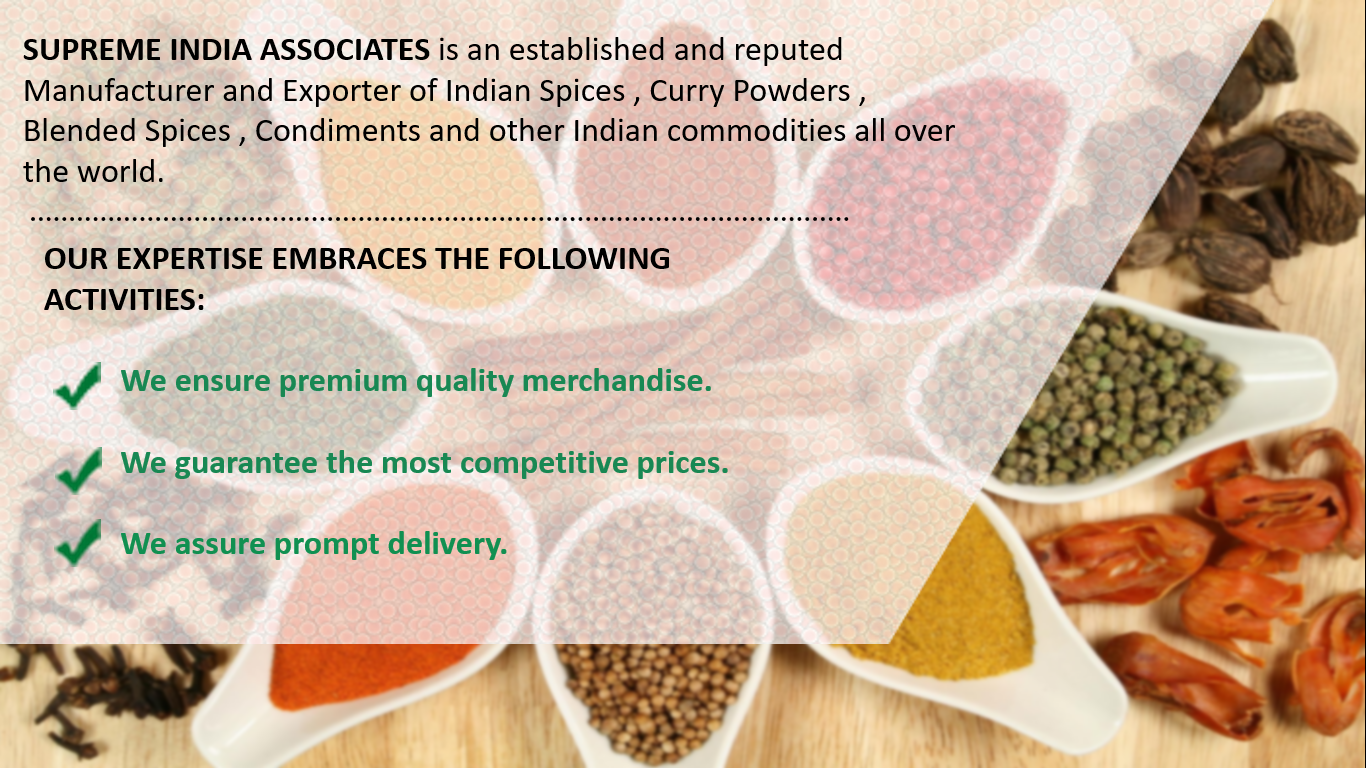 SUPREME INDIA ASSOCIATES is an established and reputed
Manufacturer and Exporter of Indian Spices , Curry Powders ,
Blended Spices , Condiments and other Indian commodities all over
the world.
..........................................................................................................
OUR EXPERTISE EMBRACES THE FOLLOWING
ACTIVITIES:
We ensure premium quality merchandise.
We guarantee the most competitive prices.
We assure prompt delivery.